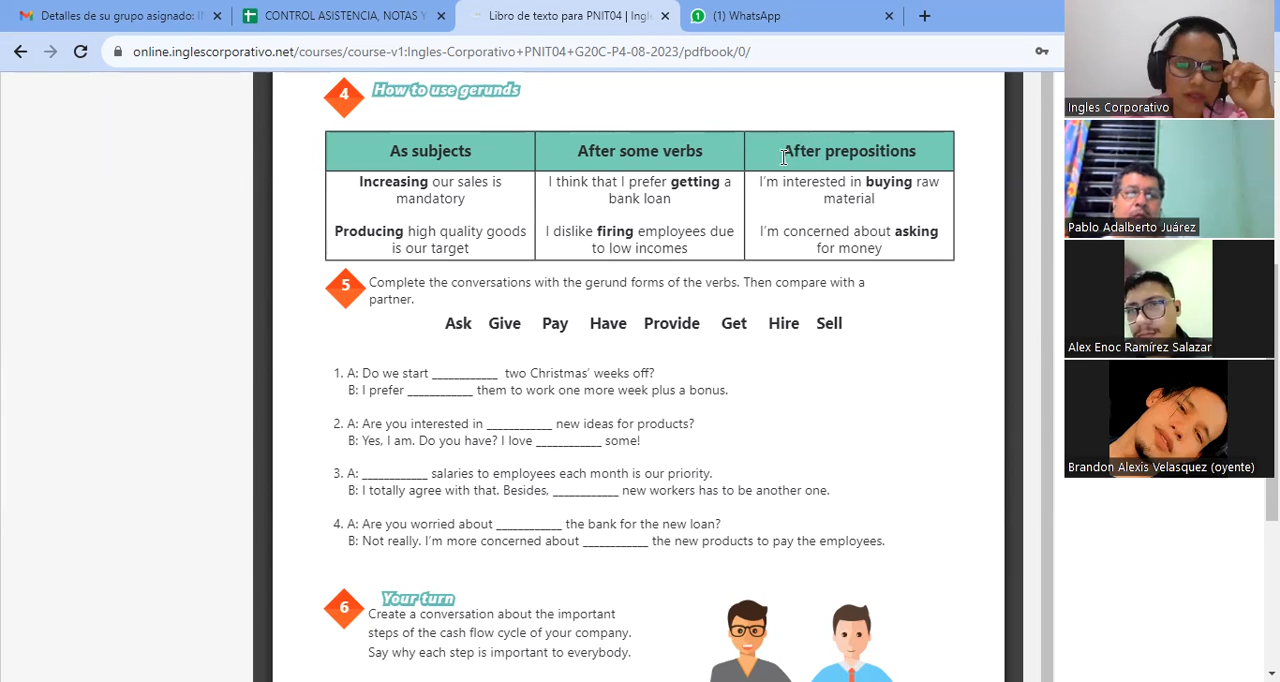 Detalles de su grupo asignado: I
CONTROL ASISTENCIA, NOTAS Y
Libro de texto para PNIT04 | Ingle
(1) WhatsApp
online.inglescorporativo.net/courses/course-v1:Ingles-Corporativo+PNIT04+G20C-P4-08-2023/pdfbook/0/
4 How to use gerunds
As subjects After some verbs After prepositions
Increasing our sales is mandatory
I think that I prefer getting a bank loan
I'm interested in buying raw material
Producing high quality goods is our target
I dislike firing employees due to low incomes
I'm concerned about asking for money
5 Complete the conversations with the gerund forms of the verbs. Then compare with a
partner.
Ask Give Pay Have Provide Get Hire Sell
1. A: Do we start ____________ two Christmas' weeks off?
B: I prefer ____________ them to work one more week plus a bonus.
2. A: Are you interested in ____________ new ideas for products?
B: Yes, I am. Do you have? I love ____________ some!
3. A: ____________ salaries to employees each month is our priority.
B: I totally agree with that. Besides, ____________ new workers has to be another one.
4. A: Are you worried about ____________ the bank for the new loan?
B: Not really. I'm more concerned about ____________ the new products to pay the employees.
6 Your turn
Create a conversation about the important
steps of the cash flow cycle of your company.
Say why each step is important to everybody.
Ingles Corporativo
Pablo Adalberto Juárez
Alex Enoc Ramírez Salazar
Brandon Alexis Velasquez (oyente)